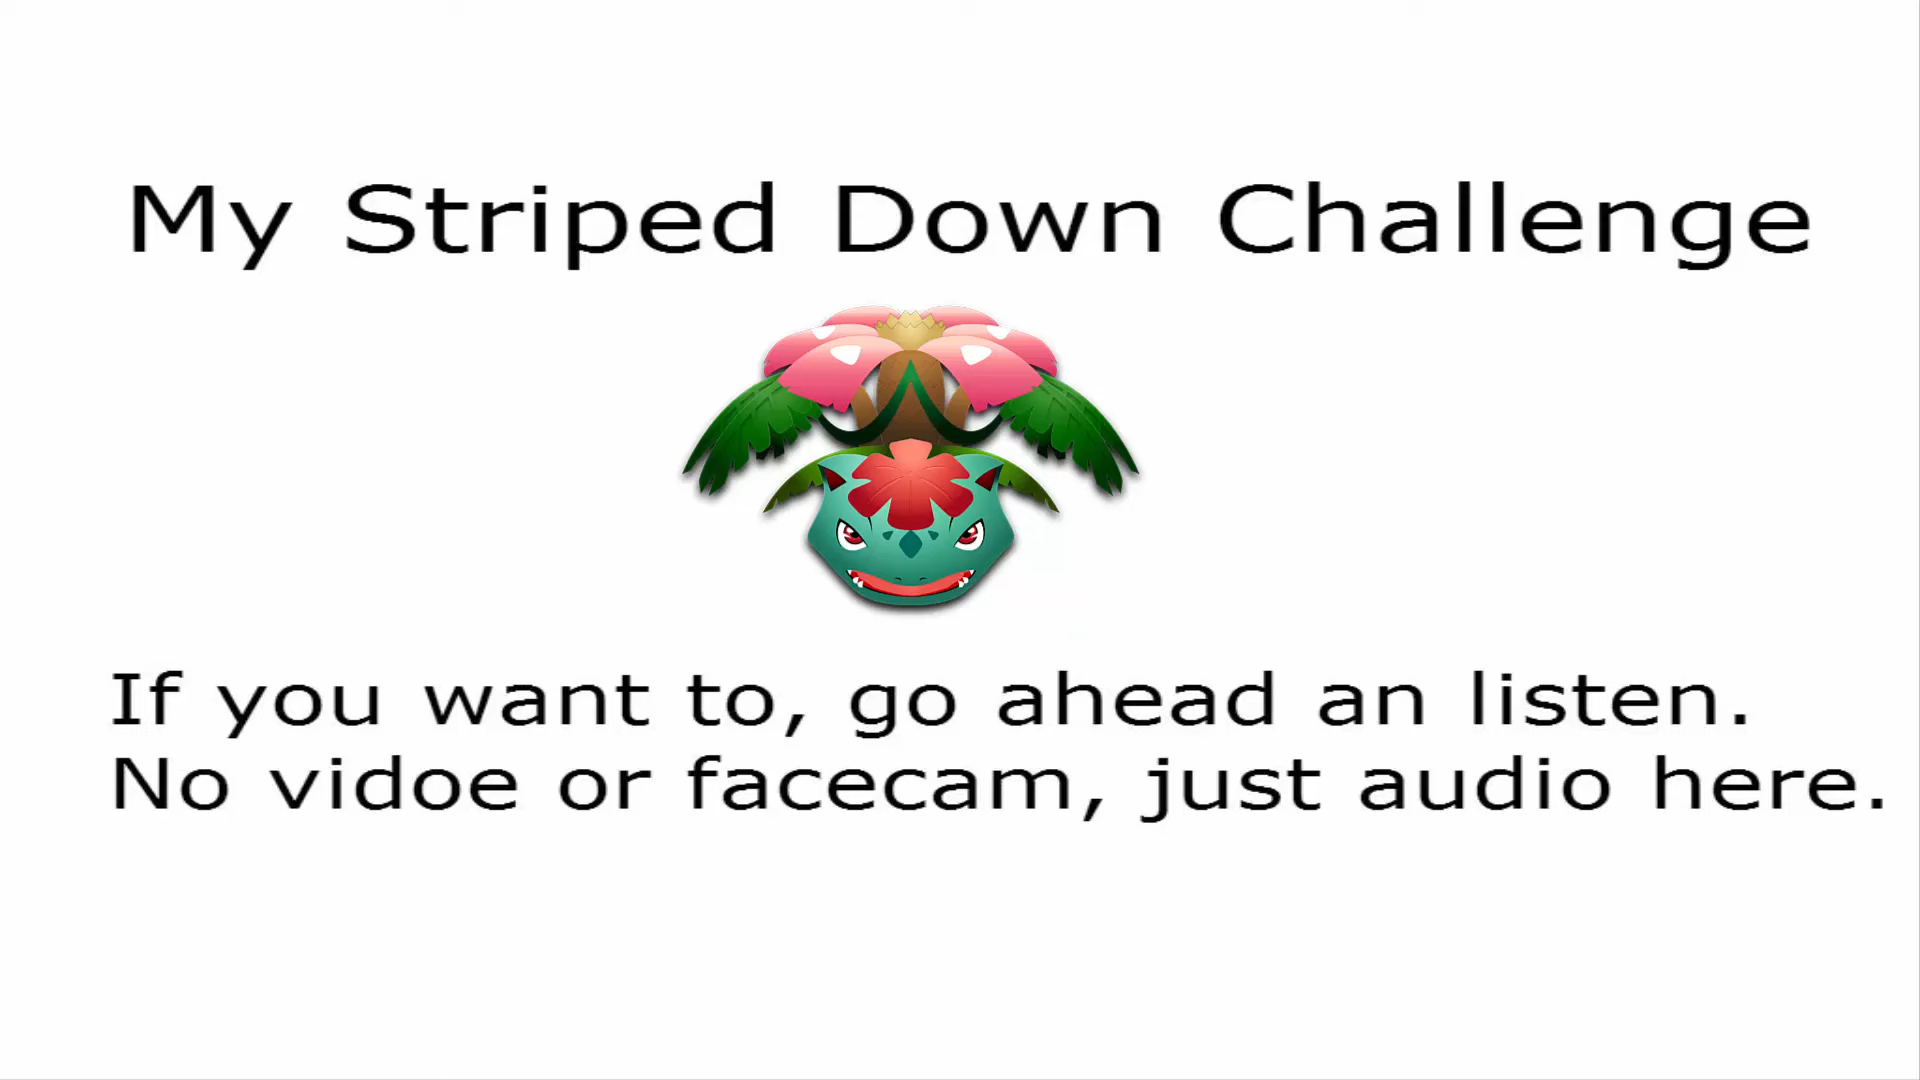 My Striped Down Challenge
If you want to, go ahead an listen.
No vidoe or facecam, just audio here.